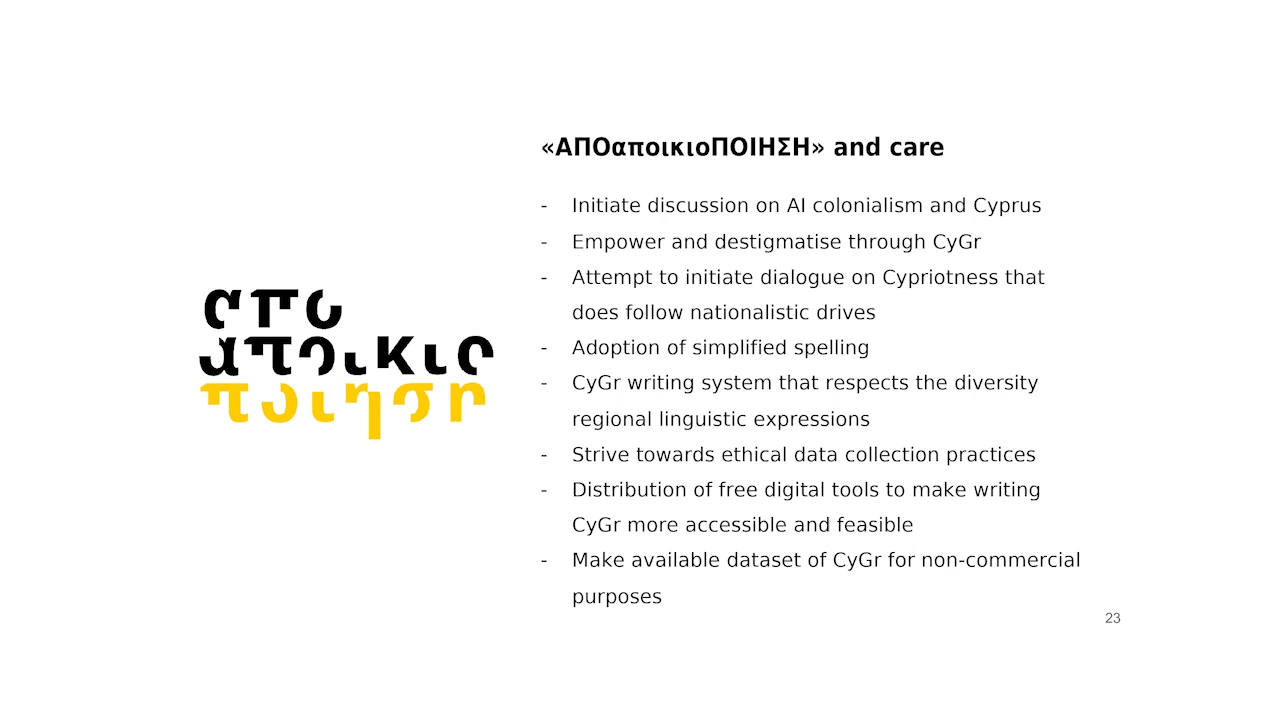 «ΑΠΟαποικιοΠΟΙΗΣΗ» and care
- Initiate discussion on AI colonialism and Cyprus
- Empower and destigmatise through CyGr
- Attempt to initiate dialogue on Cypriotness that
does follow nationalistic drives
- Adoption of simplified spelling
- CyGr writing system that respects the diversity
regional linguistic expressions
- Strive towards ethical data collection practices
- Distribution of free digital tools to make writing
CyGr more accessible and feasible
- Make available dataset of CyGr for non-commercial
purposes
απο
αποικιο
ποιηση
23